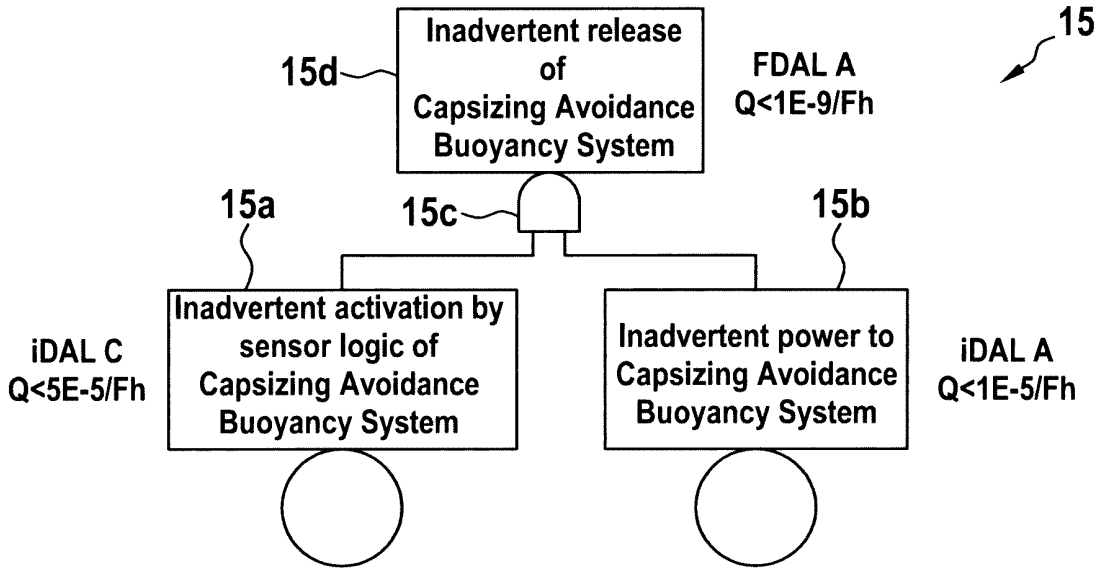 15
Inadvertent release
of
Capsizing Avoidance
Buoyancy System
15d
FDAL A
Q<1E-9/Fh
15c
15a
15b
Inadvertent activation by
sensor logic of
Capsizing Avoidance
Buoyancy System
iDAL C
Q<5E-5/Fh
Inadvertent power to
Capsizing Avoidance
Buoyancy System
iDAL A
Q<1E-5/Fh